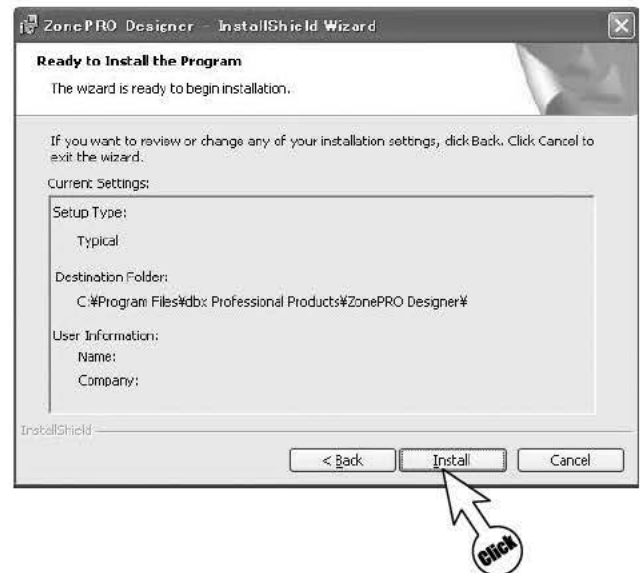 ZonePRO Designer - InstallShield Wizard
Ready to Install the Program
The wizard is ready to begin installation.
If you want to review or change any of your installation settings, click Back. Click Cancel to
exit the wizard.
Current Settings:
Setup Type:
Typical
Destination Folder:
C:¥Program Files¥dbx Professional Products¥ZonePRO Designer¥
User Information:
Name:
Company:
InstallShield
< Back
Install
Cancel
Click